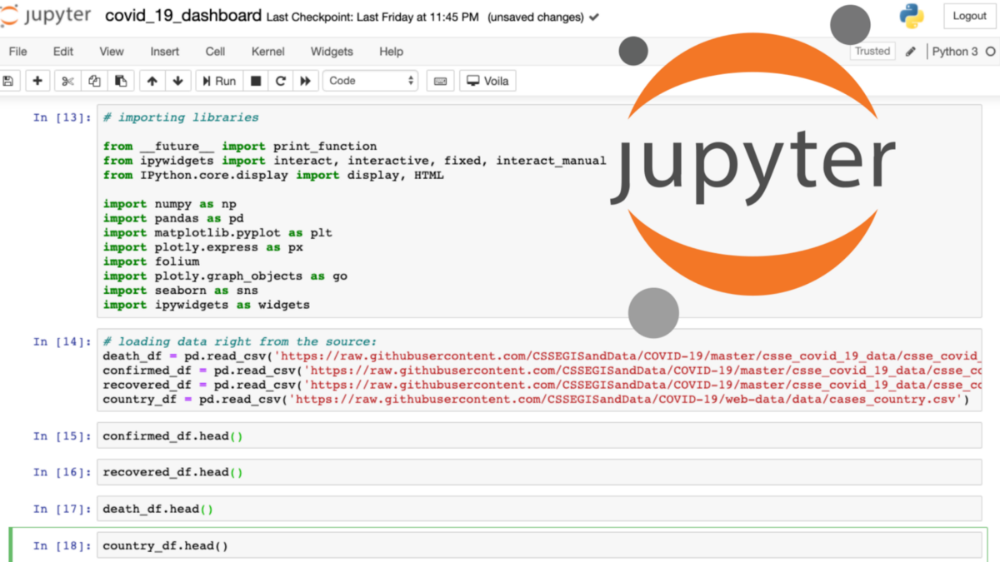 jupyter covid_19_dashboard Last Checkpoint: Last Friday at 11:45 PM (unsaved changes) Logout
File Edit View Insert Cell Kernel Widgets Help Trusted Python 3
Run Code Voila
In [13]: # importing libraries
from __future__ import print_function
from ipywidgets import interact, interactive, fixed, interact_manual
from IPython.core.display import display, HTML
import numpy as np
import pandas as pd
import matplotlib.pyplot as plt
import plotly.express as px
import folium
import plotly.graph_objects as go
import seaborn as sns
import ipywidgets as widgets
jupyter
In [14]: # loading data right from the source:
death_df = pd.read_csv('https://raw.githubusercontent.com/CSSEGISandData/COVID-19/master/csse_covid_19_data/csse_covid_
confirmed_df = pd.read_csv('https://raw.githubusercontent.com/CSSEGISandData/COVID-19/master/csse_covid_19_data/csse_co
recovered_df = pd.read_csv('https://raw.githubusercontent.com/CSSEGISandData/COVID-19/master/csse_covid_19_data/csse_co
country_df = pd.read_csv('https://raw.githubusercontent.com/CSSEGISandData/COVID-19/web-data/data/cases_country.csv')
In [15]: confirmed_df.head()
In [16]: recovered_df.head()
In [17]: death_df.head()
In [18]: country_df.head()